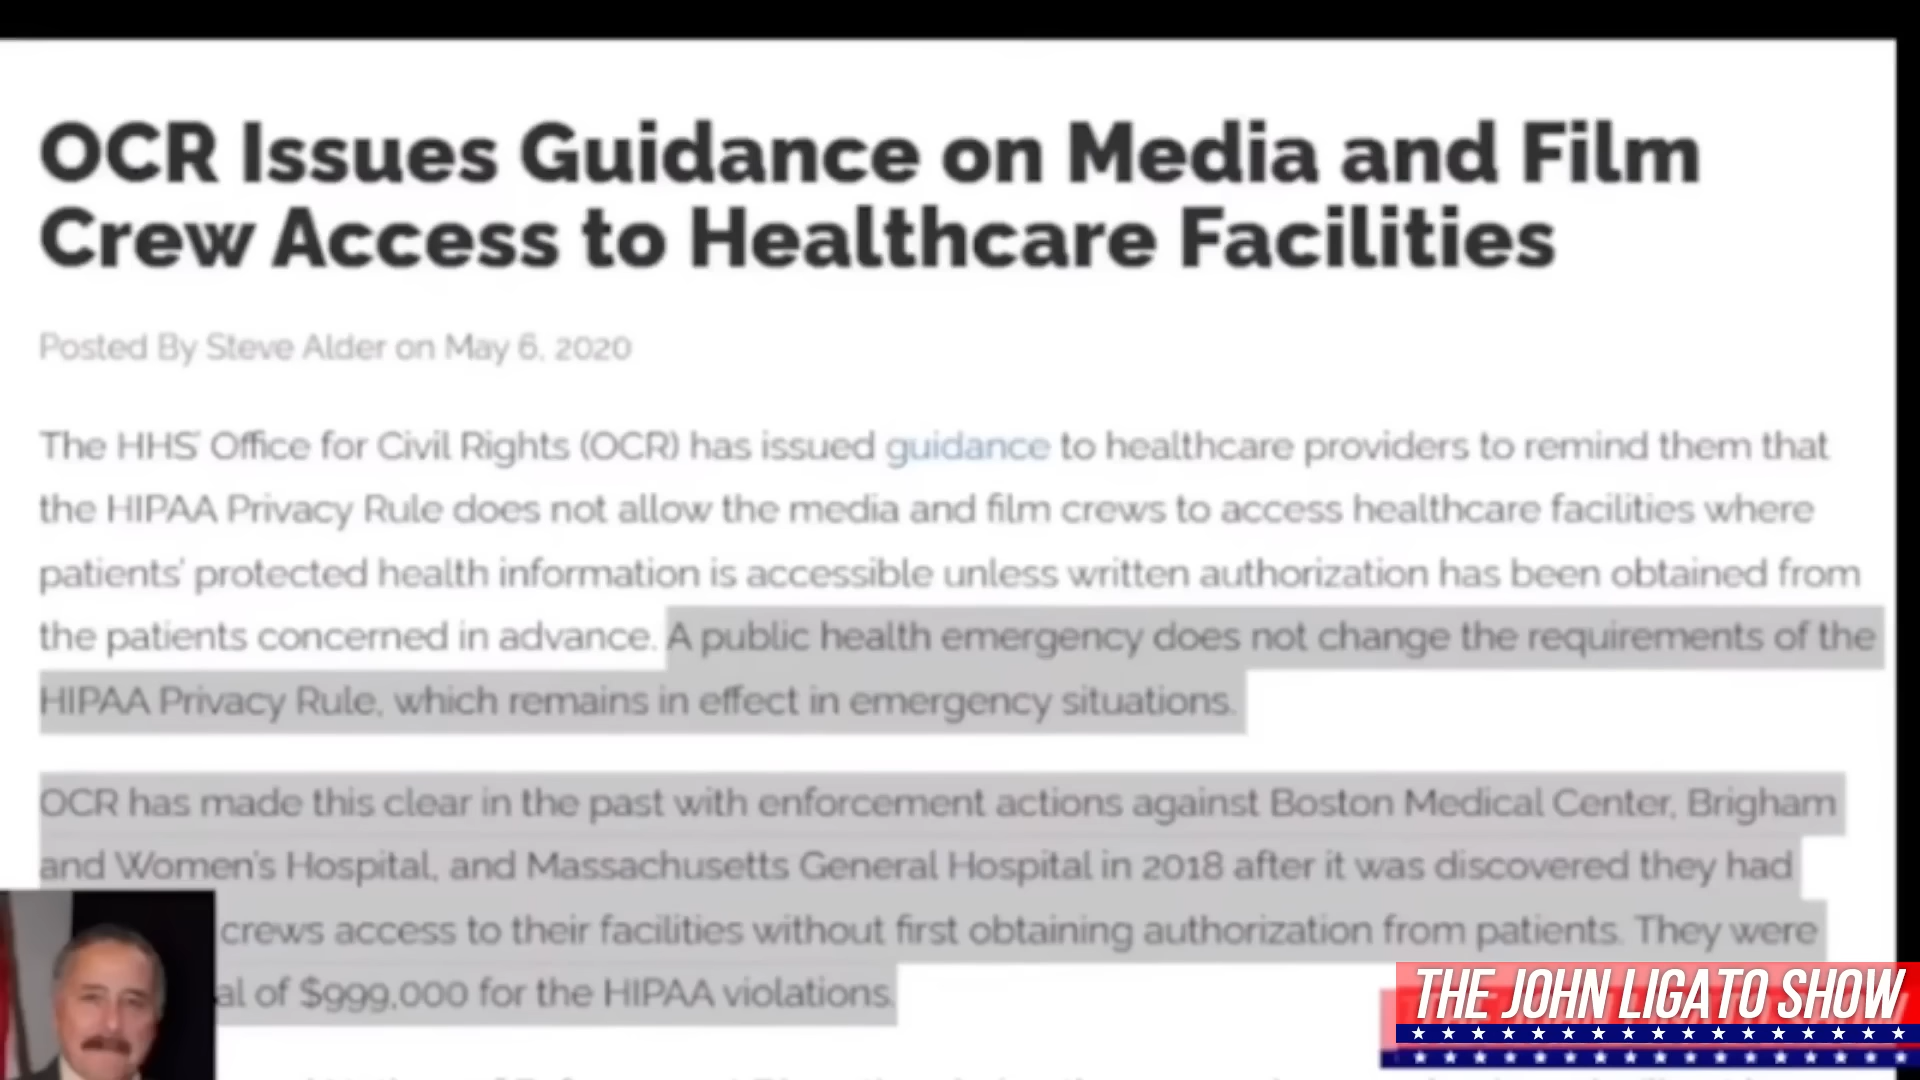 OCR Issues Guidance on Media and Film
Crew Access to Healthcare Facilities
Posted By Steve Alder on May 6, 2020
The HHS' Office for Civil Rights (OCR) has issued guidance to healthcare providers to remind them that
the HIPAA Privacy Rule does not allow the media and film crews to access healthcare facilities where
patients' protected health information is accessible unless written authorization has been obtained from
the patients concerned in advance. A public health emergency does not change the requirements of the
HIPAA Privacy Rule, which remains in effect in emergency situations.
OCR has made this clear in the past with enforcement actions against Boston Medical Center, Brigham
and Women's Hospital, and Massachusetts General Hospital in 2018 after it was discovered they had
crews access to their facilities without first obtaining authorization from patients. They were
al of $999,000 for the HIPAA violations.
THE JOHN LIGATO SHOW